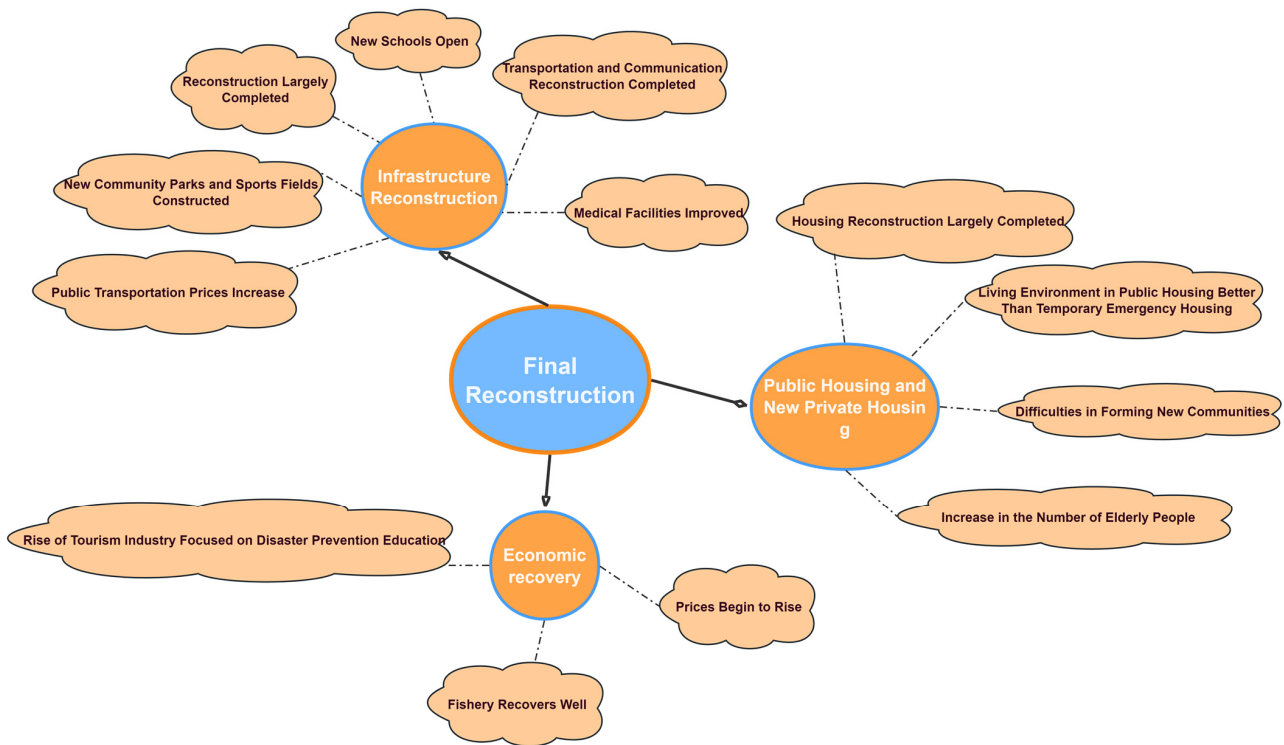 New Schools Open
Transportation and Communication
Reconstruction Completed
Reconstruction Largely
Completed
Infrastructure
Reconstruction
New Community Parks and Sports Fields
Constructed
Medical Facilities Improved
Public Transportation Prices Increase
Housing Reconstruction Largely Completed
Living Environment in Public Housing Better
Than Temporary Emergency Housing
Final
Reconstruction
Public Housing and
New Private Housin
g
Difficulties in Forming New Communities
Increase in the Number of Elderly People
Rise of Tourism Industry Focused on Disaster Prevention Education
Economic
recovery
Prices Begin to Rise
Fishery Recovers Well